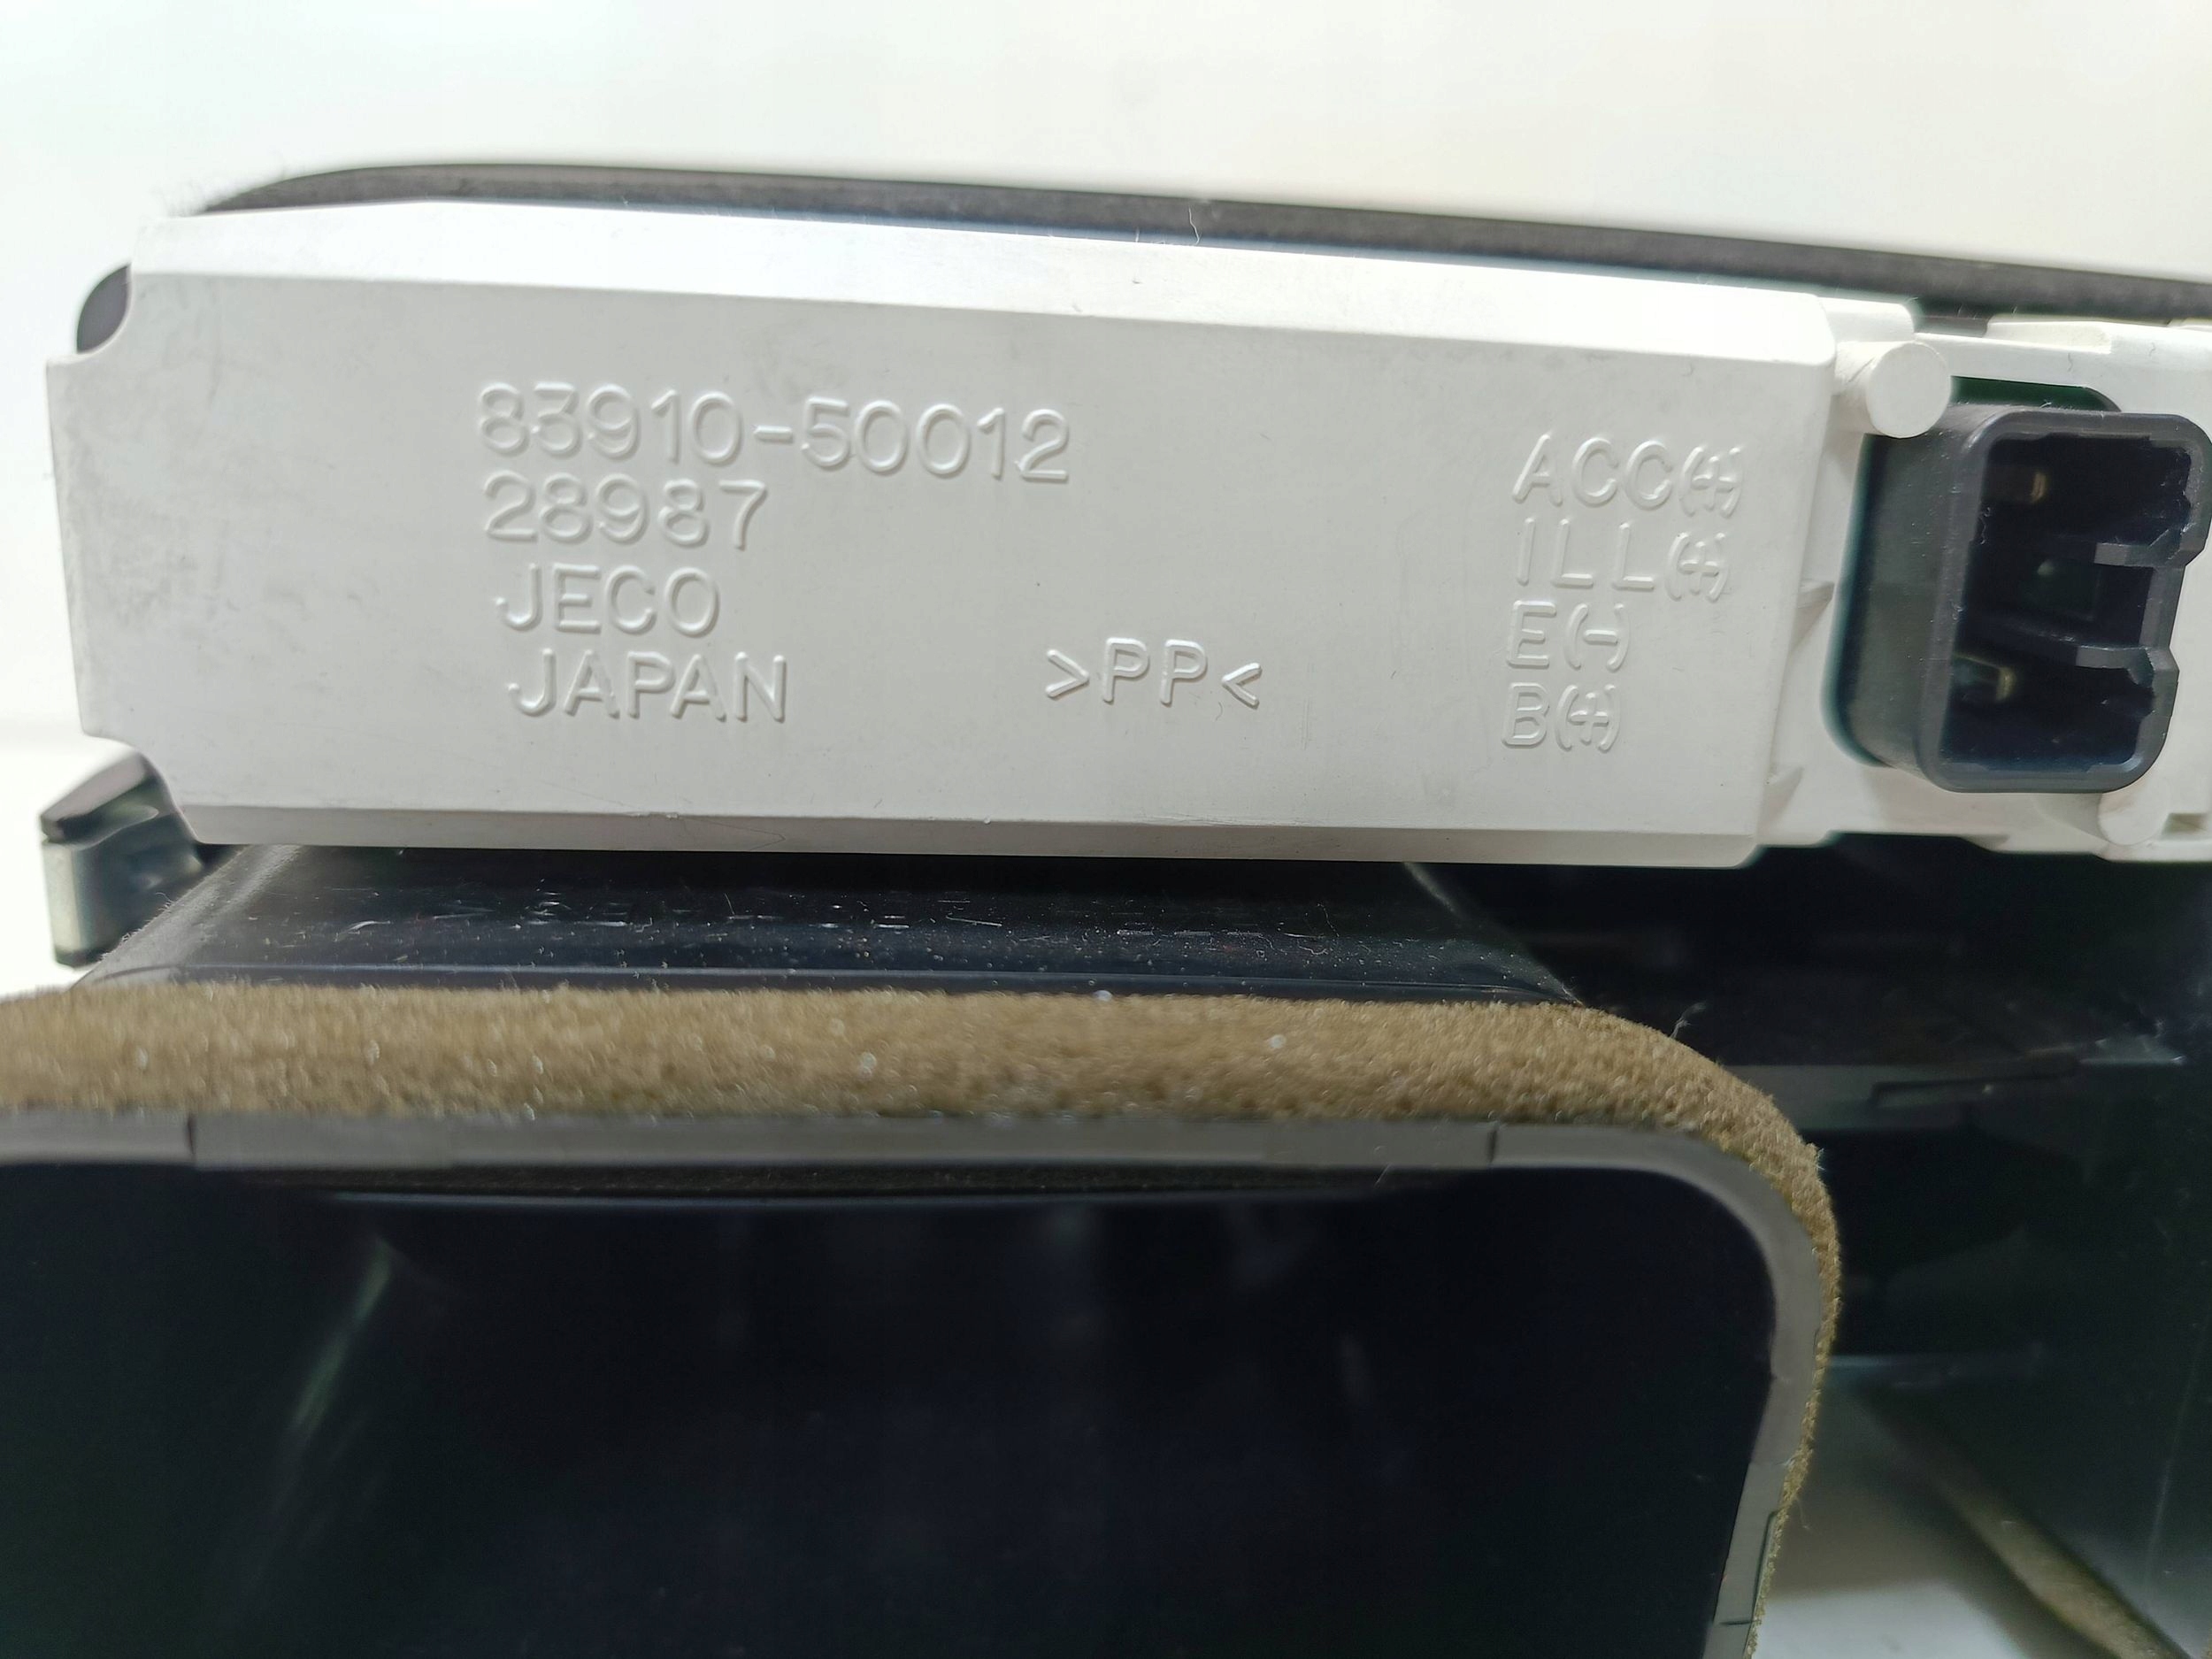 83910-50012
28987
JECO
JAPAN
>PP<
ACC(+)
ILL(+)
E(-)
B(+)